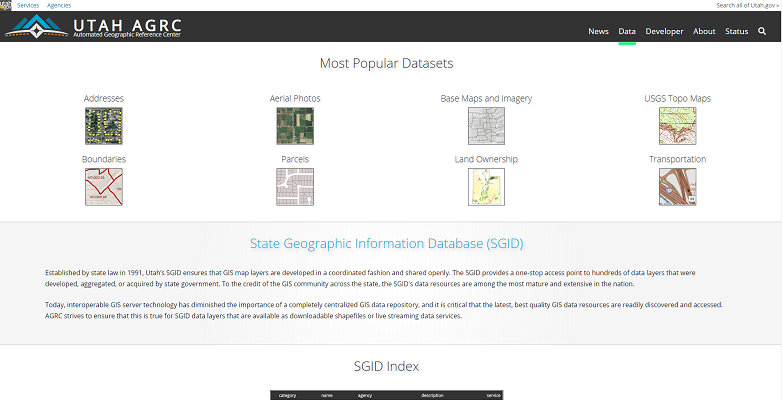 Services Agencies Search all of Utah.gov »
UTAH AGRC
Automated Geographic Reference Center
News Data Developer About Status
Most Popular Datasets
Addresses Aerial Photos Base Maps and Imagery USGS Topo Maps
Boundaries Parcels Land Ownership Transportation
State Geographic Information Database (SGID)
Established by state law in 1991, Utah's SGID ensures that GIS map layers are developed in a coordinated fashion and shared openly. The SGID provides a one-stop access point to hundreds of data layers that were
developed, aggregated, or acquired by state government. To the credit of the GIS community across the state, the SGID's data resources are among the most mature and extensive in the nation.
Today, interoperable GIS server technology has diminished the importance of a completely centralized GIS data repository, and it is critical that the latest, best quality GIS data resources are readily discovered and accessed.
AGRC strives to ensure that this is true for SGID data layers that are available as downloadable shapefiles or live streaming data services.
SGID Index
category name agency description service